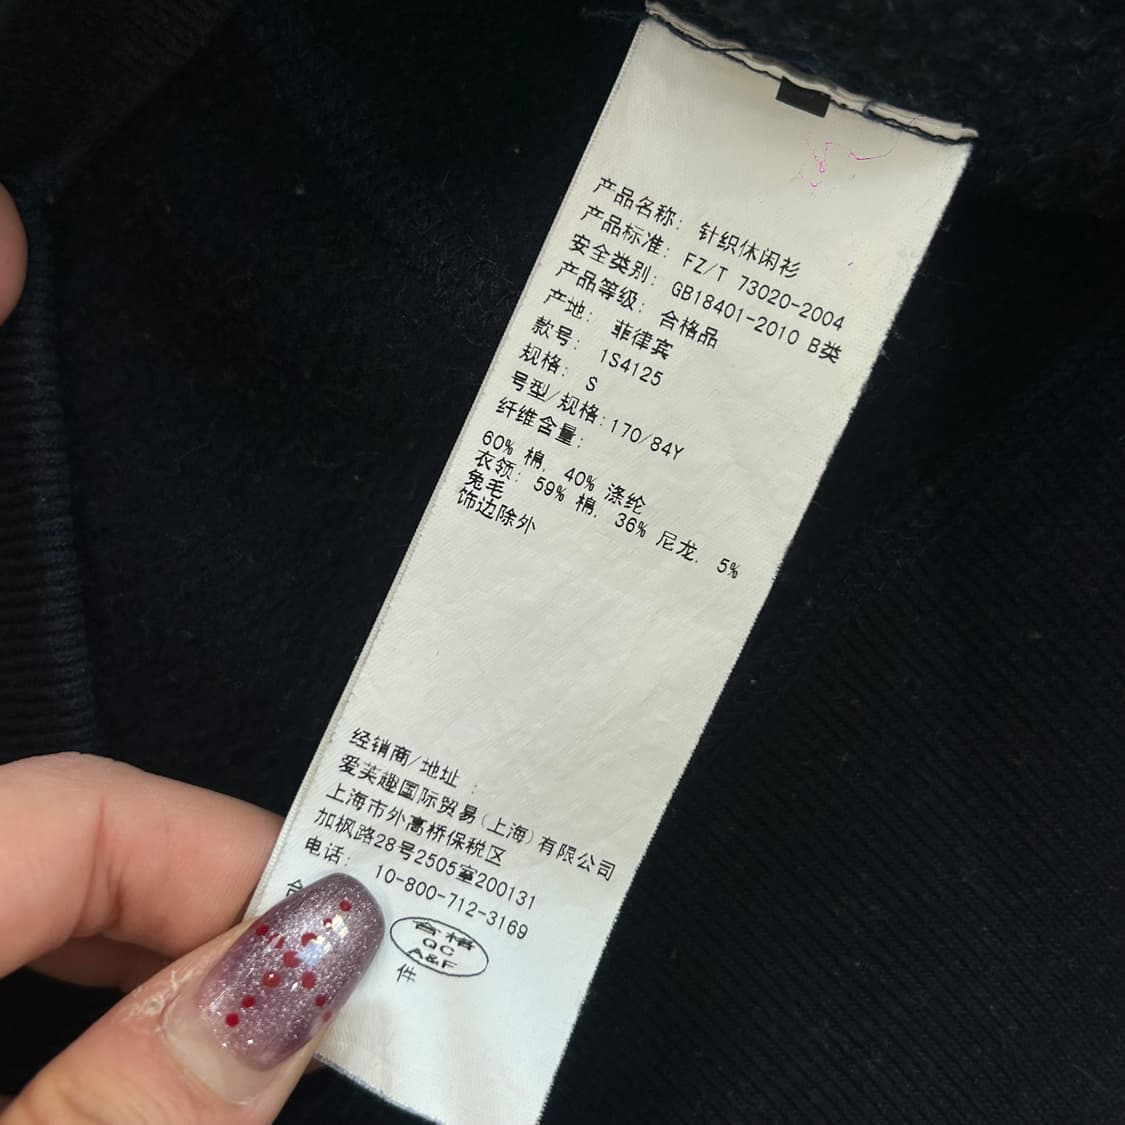 产品名称: 针织休闲衫
产品标准: FZ/T 73020-2004
安全类别: GB18401-2010 B类
产品等级: 合格品
产地: 菲律宾
款号: 1S4125
规格: S
号型/规格:170/84Y
纤维含量:
60% 棉, 40% 涤纶
衣领: 59% 棉, 36% 尼龙, 5%
兔毛
饰边除外
经销商/地址 :
爱芙趣国际贸易(上海)有限公司
上海市外高桥保税区
加枫路28号2505室200131
电话: 10-800-712-3169
合格
QC
A&F
件